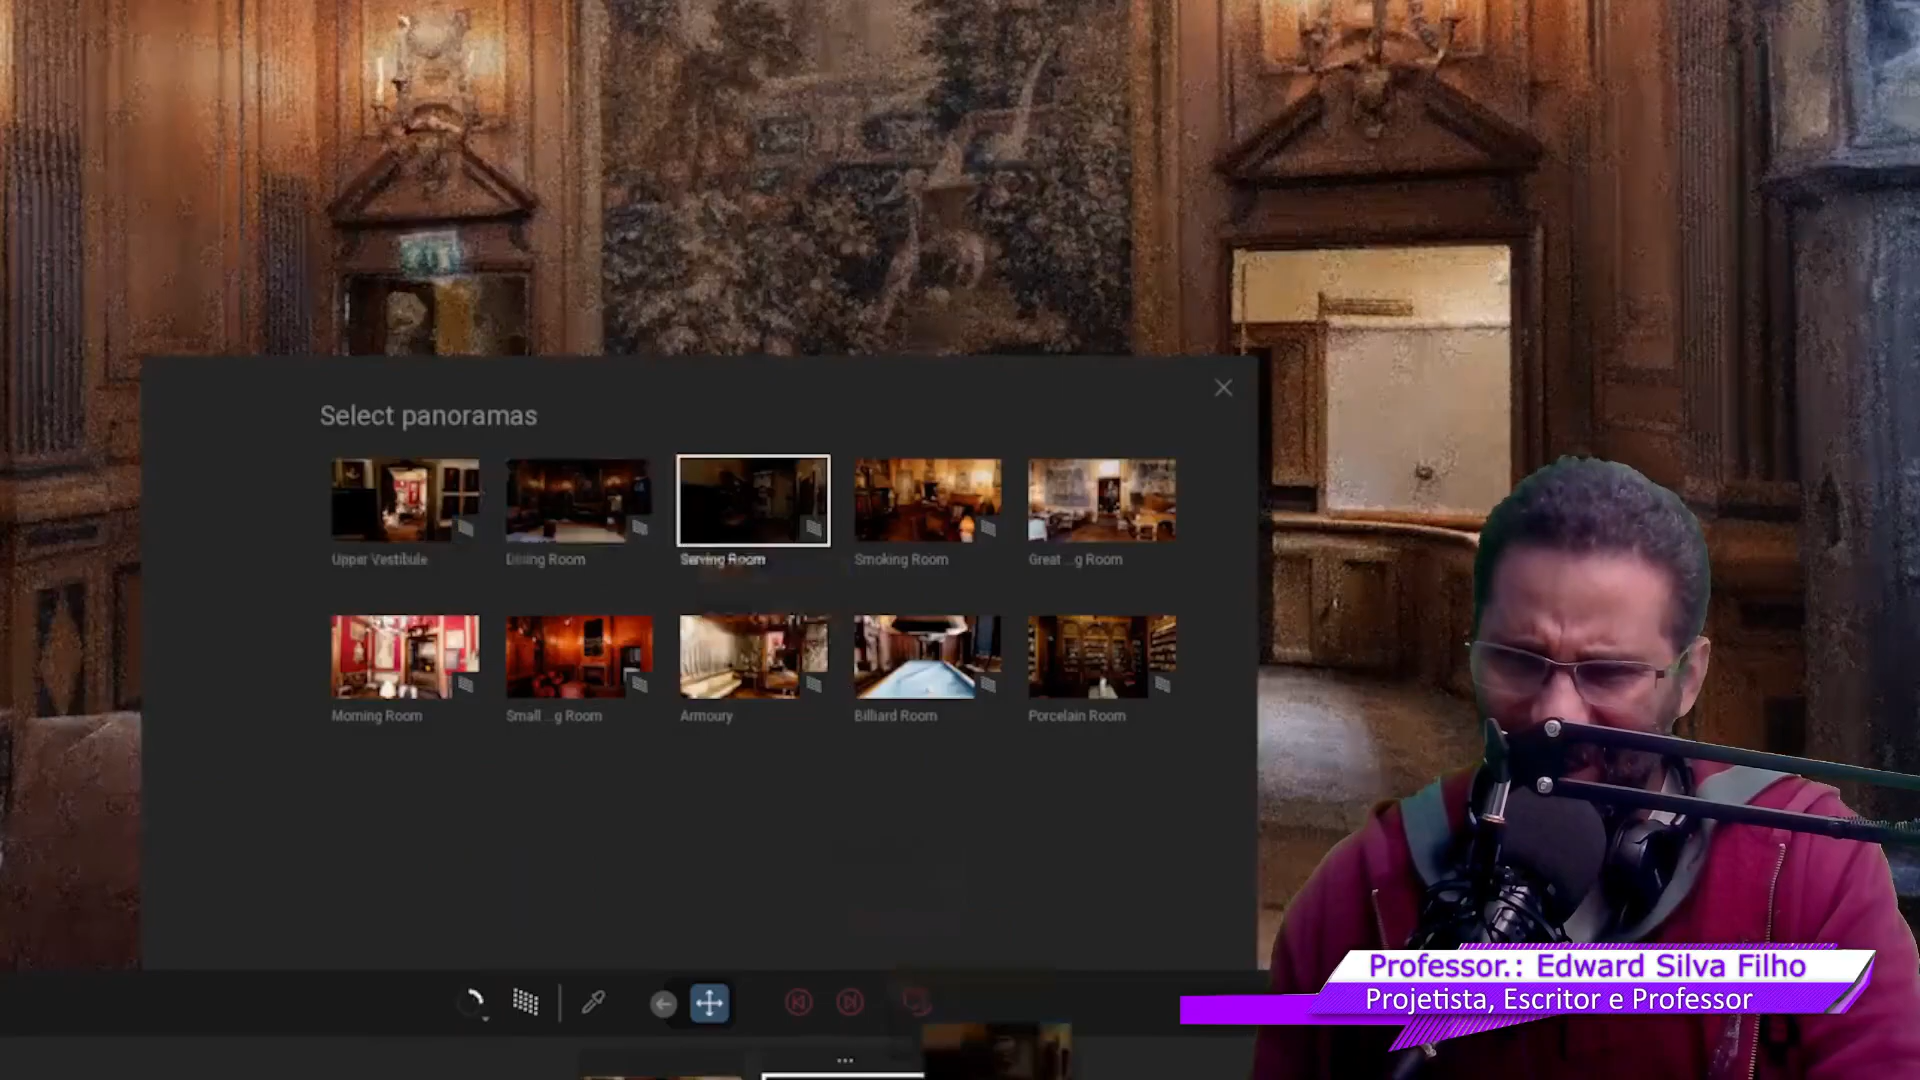 Select panoramas
Upper Vestibule
Dining Room
Serving Room
Smoking Room
Great ...g Room
Morning Room
Small ...g Room
Armoury
Billiard Room
Porcelain Room
Professor.: Edward Silva Filho
Projetista, Escritor e Professor